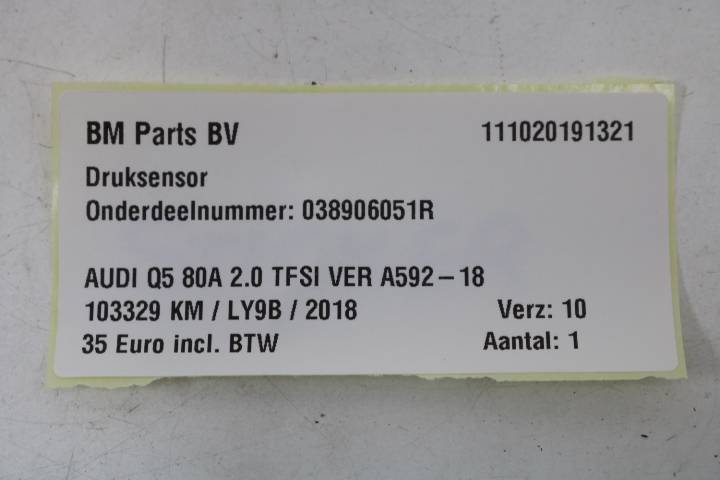 BM Parts BV 111020191321
Druksensor
Onderdeelnummer: 038906051R
AUDI Q5 80A 2.0 TFSI VER A592-18
103329 KM / LY9B / 2018 Verz: 10
35 Euro incl. BTW Aantal: 1